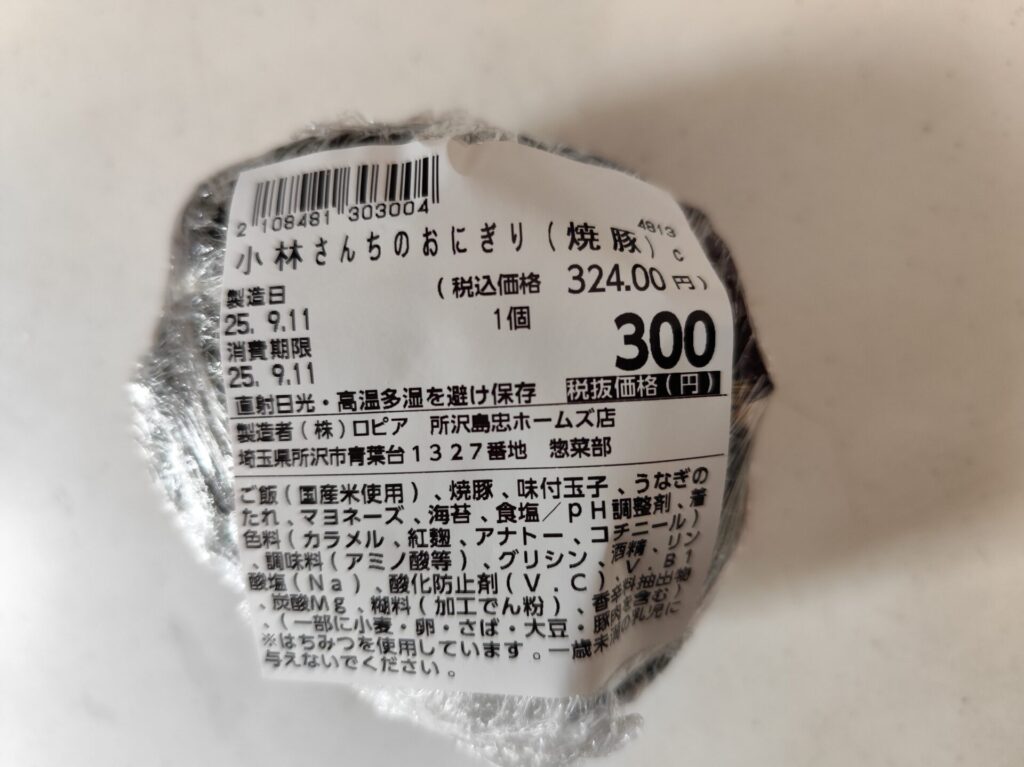 2 108481 303004
4813
小林さんちのおにぎり(焼豚)c
製造日 (税込価格 324.00円)
25. 9.11 1個 300
消費期限
25. 9.11 税抜価格(円)
直射日光・高温多湿を避け保存
製造者(株)ロピア 所沢島忠ホームズ店
埼玉県所沢市青葉台1327番地 惣菜部
ご飯(国産米使用)、焼豚、味付玉子、うなぎの
たれ、マヨネーズ、海苔、食塩/pH調整剤、着
色料(カラメル、紅麹、アナトー、コチニール)
、調味料(アミノ酸等)、グリシン、酒精、リン
酸塩(Na)、酸化防止剤(V.C)、V.B1
、炭酸Mg、糊料(加工でん粉)、香辛料抽出物
、(一部に小麦・卵・さば・大豆・豚肉を含む)
※はちみつを使用しています。一歳未満の乳児に
与えないでください。